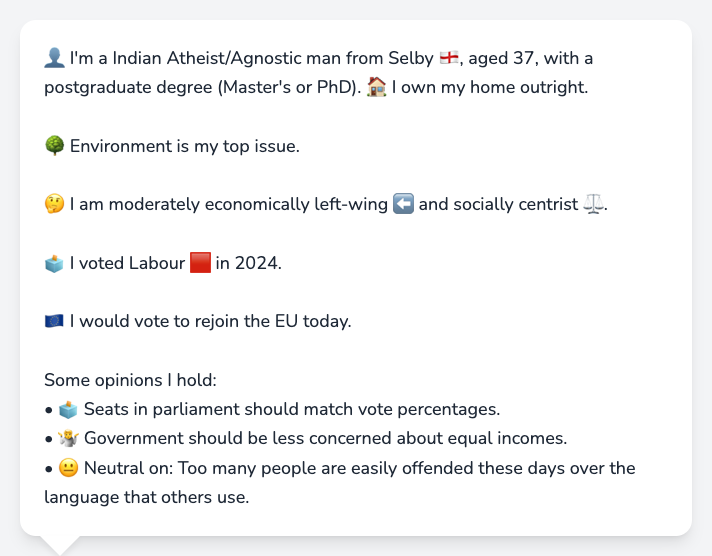 👤 I'm a Indian Atheist/Agnostic man from Selby 🏴󠁧󠁢󠁥󠁮󠁧󠁿, aged 37, with a
postgraduate degree (Master's or PhD). 🏠 I own my home outright.
🌳 Environment is my top issue.
🤔 I am moderately economically left-wing ⬅️ and socially centrist ⚖️.
🗳️ I voted Labour 🟥 in 2024.
🇪🇺 I would vote to rejoin the EU today.
Some opinions I hold:
• 🗳️ Seats in parliament should match vote percentages.
• 🤷 Government should be less concerned about equal incomes.
• 😐 Neutral on: Too many people are easily offended these days over the
language that others use.